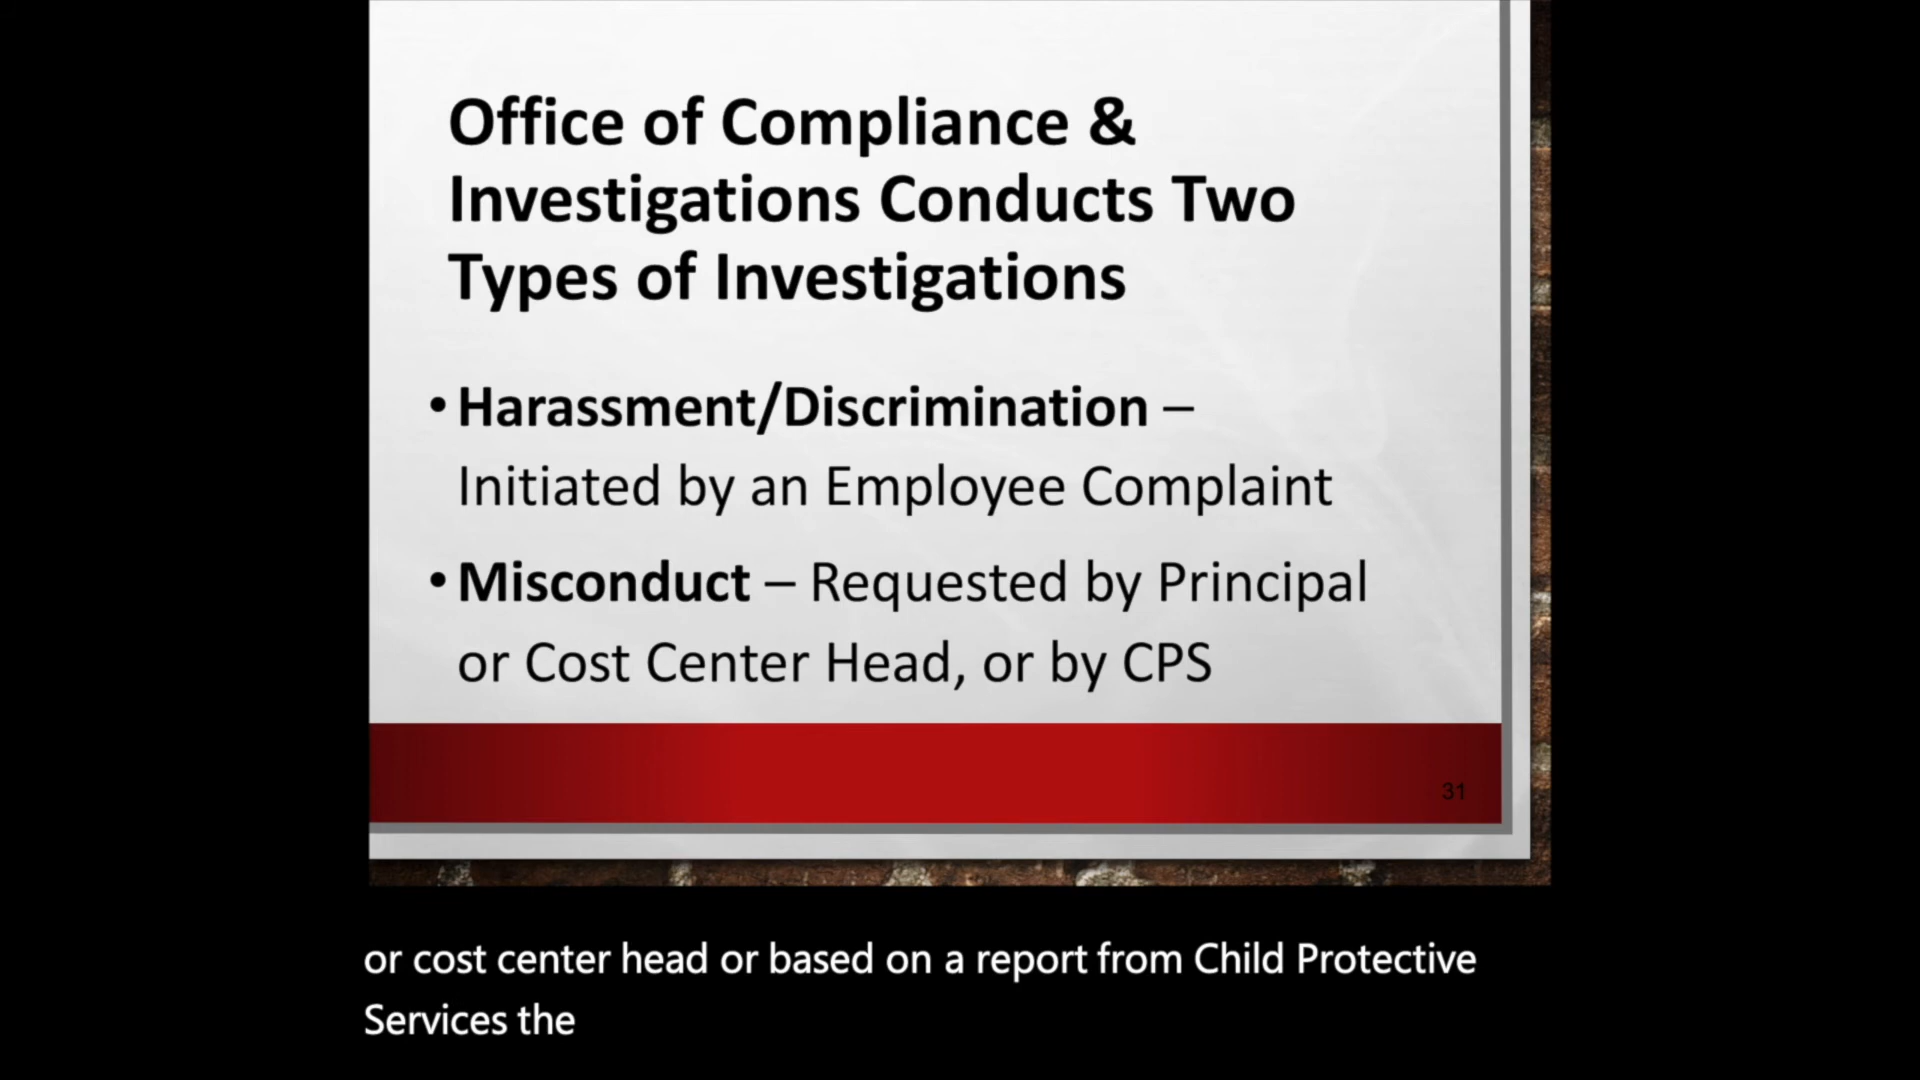 Office of Compliance &
Investigations Conducts Two
Types of Investigations
• Harassment/Discrimination –
Initiated by an Employee Complaint
• Misconduct – Requested by Principal
or Cost Center Head, or by CPS
31
or cost center head or based on a report from Child Protective
Services the